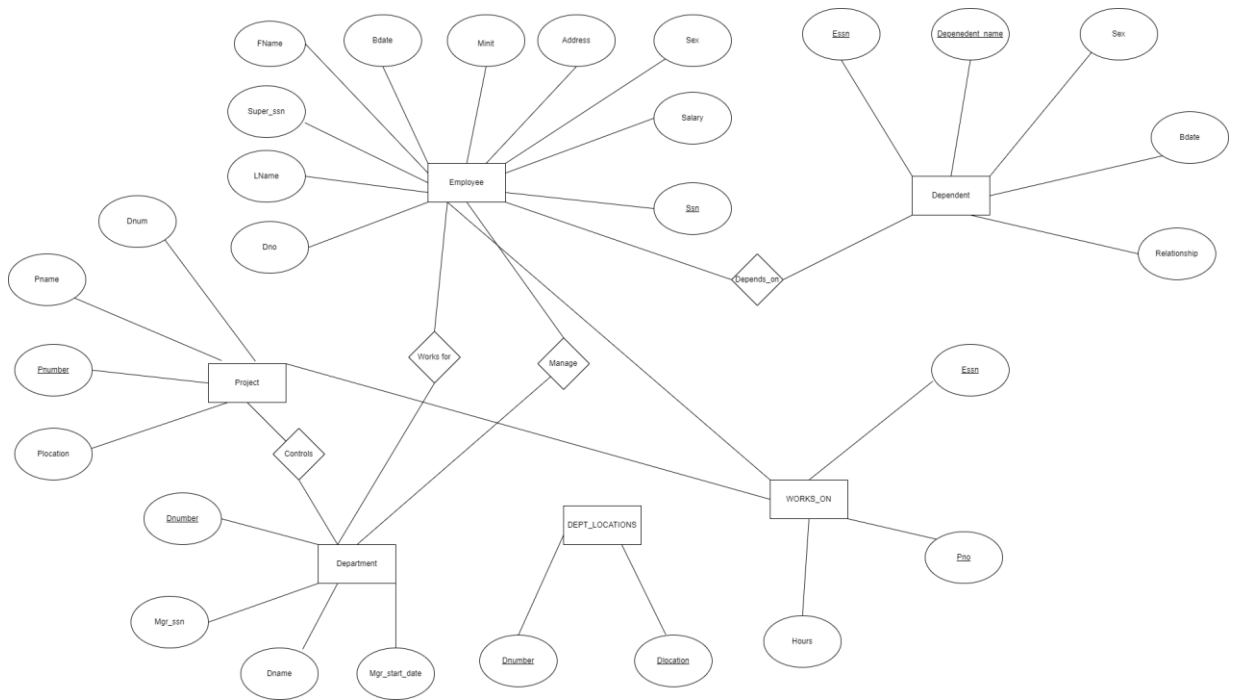 FName
Bdate
Minit
Address
Sex
Essn
Depenedent_name
Sex
Super_ssn
Salary
Bdate
LName
Employee
Dependent
Ssn
Dnum
Dno
Relationship
Pname
Depends_on
Works for
Manage
Pnumber
Project
Essn
Plocation
Controls
WORKS_ON
Dnumber
DEPT_LOCATIONS
Department
Pno
Mgr_ssn
Hours
Dname
Mgr_start_date
Dnumber
Dlocation